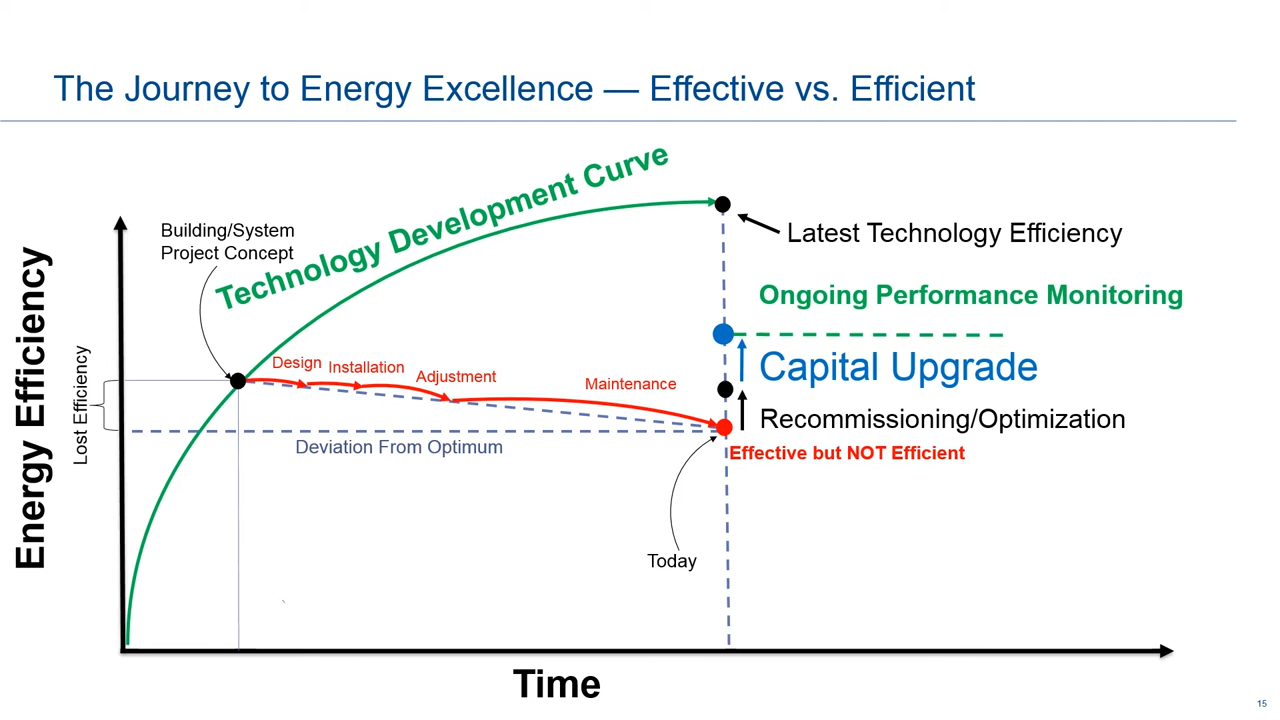 The Journey to Energy Excellence — Effective vs. Efficient
Technology Development Curve
Building/System
Project Concept
Latest Technology Efficiency
Ongoing Performance Monitoring
Energy Efficiency
Lost Efficiency
Design
Installation
Adjustment
Maintenance
Capital Upgrade
Recommissioning/Optimization
Deviation From Optimum
Effective but NOT Efficient
Today
Time
15